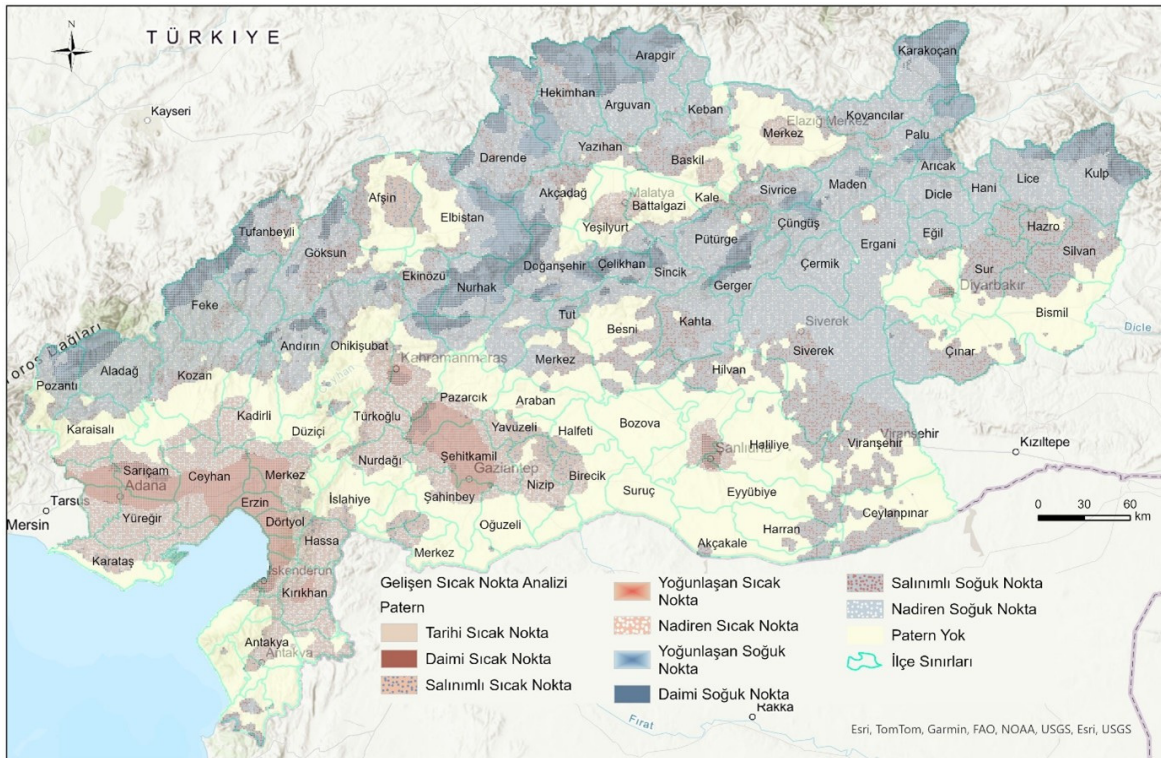 N
TÜRKİYE
Kayseri
Karakoçan
Arapgir
Hekimhan
Arguvan
Keban
Kovancılar
Elazığ Merkez
Merkez
Palu
Yazıhan
Darende
Baskil
Arıcak
Kulp
Lice
Hani
Dicle
Maden
Sivrice
Afşin
Akçadağ
Malatya
Battalgazi
Kale
Elbistan
Yeşilyurt
Çüngüş
Eğil
Hazro
Ergani
Silvan
Tufanbeyli
Göksun
Pütürge
Ekinözü
Doğanşehir
Çelikhan
Sincik
Çermik
Sur
Diyarbakır
Nurhak
Gerger
Feke
Bismil
Dicle
Tut
Siverek
Toros Dağları
Andırın
Onikişubat
Besni
Kahta
Siverek
Çınar
Kahramanmaraş
Merkez
Hilvan
Pozantı
Aladağ
Kozan
Pazarcık
Araban
Kadirli
Türkoğlu
Yavuzeli
Halfeti
Bozova
Karaisalı
Düziçi
Viranşehir
Haliliye
Viranşehir
Kızıltepe
Şehitkamil
Nurdağı
Gaziantep
Şanlıurfa
Sarıçam
Ceyhan
Merkez
Adana
Birecik
Nizip
Suruç
Eyyübiye
Tarsus
Erzin
İslahiye
Şahinbey
Mersin
Yüreğir
Ceylanpınar
Dörtyol
Oğuzeli
Harran
Hassa
Akçakale
Karataş
Merkez
İskenderun
Kırıkhan
Antakya
Antakya
0 30 60
km
Gelişen Sıcak Nokta Analizi
Patern
Tarihi Sıcak Nokta
Daimi Sıcak Nokta
Salınımlı Sıcak Nokta
Yoğunlaşan Sıcak
Nokta
Nadiren Sıcak Nokta
Yoğunlaşan Soğuk
Nokta
Daimi Soğuk Nokta
Salınımlı Soğuk Nokta
Nadiren Soğuk Nokta
Patern Yok
İlçe Sınırları
Rakka
Fırat
Esri, TomTom, Garmin, FAO, NOAA, USGS, Esri, USGS